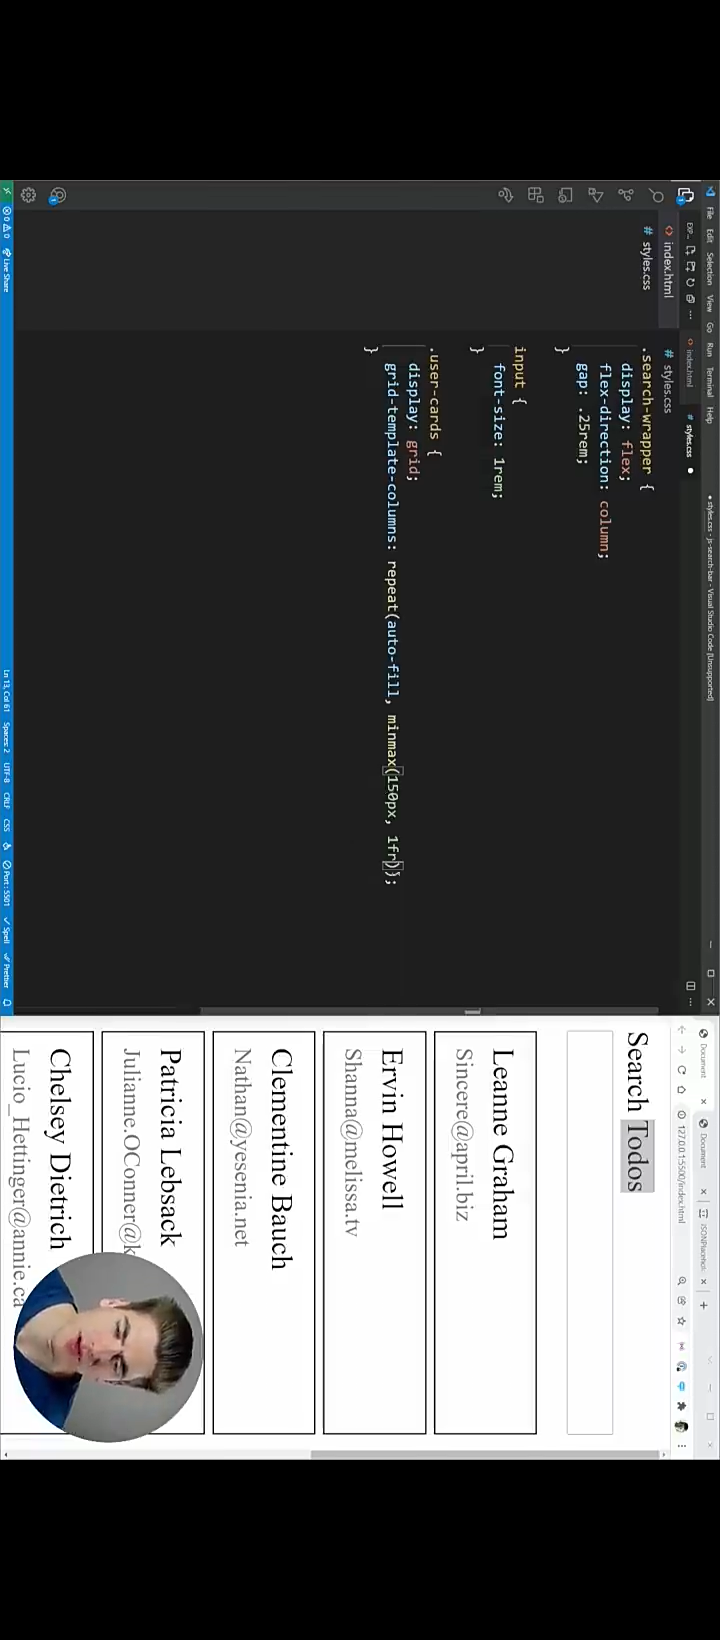 File Edit Selection View Go Run Terminal Help
● styles.css - js-search-bar - Visual Studio Code [Unsupported]
EXP... ...
index.html
# styles.css
index.html
styles.css ●
# styles.css
.search-wrapper {
display: flex;
flex-direction: column;
gap: .25rem;
}
input {
font-size: 1rem;
}
.user-cards {
display: grid;
grid-template-columns: repeat(auto-fill, minmax(150px, 1fr));
}
0 0 Live Share
Ln 13, Col 61 Spaces: 2 UTF-8 CRLF CSS Port : 5501 Spell Prettier
Document
Document
127.0.0.1:5500/index.html
Search Todos
Leanne Graham
Sincere@april.biz
Ervin Howell
Shanna@melissa.tv
Clementine Bauch
Nathan@yesenia.net
Patricia Lebsack
Julianne.OConner@k
Chelsey Dietrich
Lucio_Hettinger@annie.ca